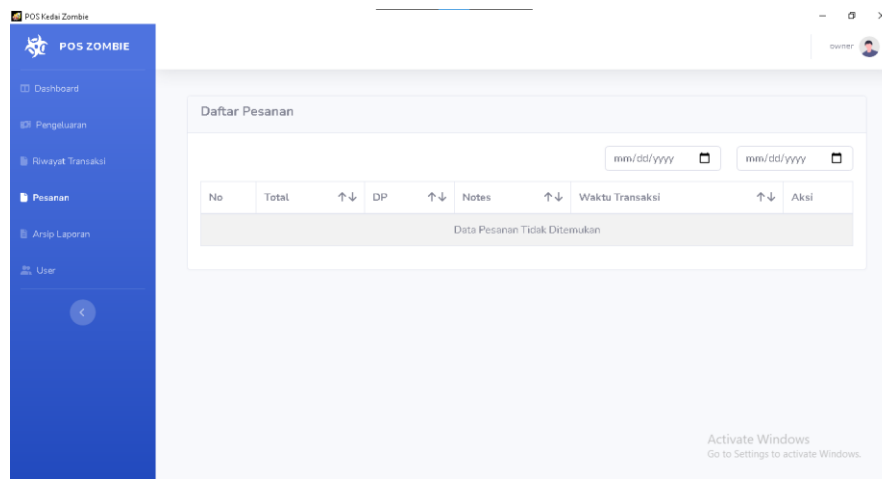 POS Kedai Zombie
POS ZOMBIE
owner
Dashboard
Pengeluaran
Riwayat Transaksi
Pesanan
Arsip Laporan
User
Daftar Pesanan
mm/dd/yyyy mm/dd/yyyy
No Total DP Notes Waktu Transaksi Aksi
Data Pesanan Tidak Ditemukan
Activate Windows
Go to Settings to activate Windows.